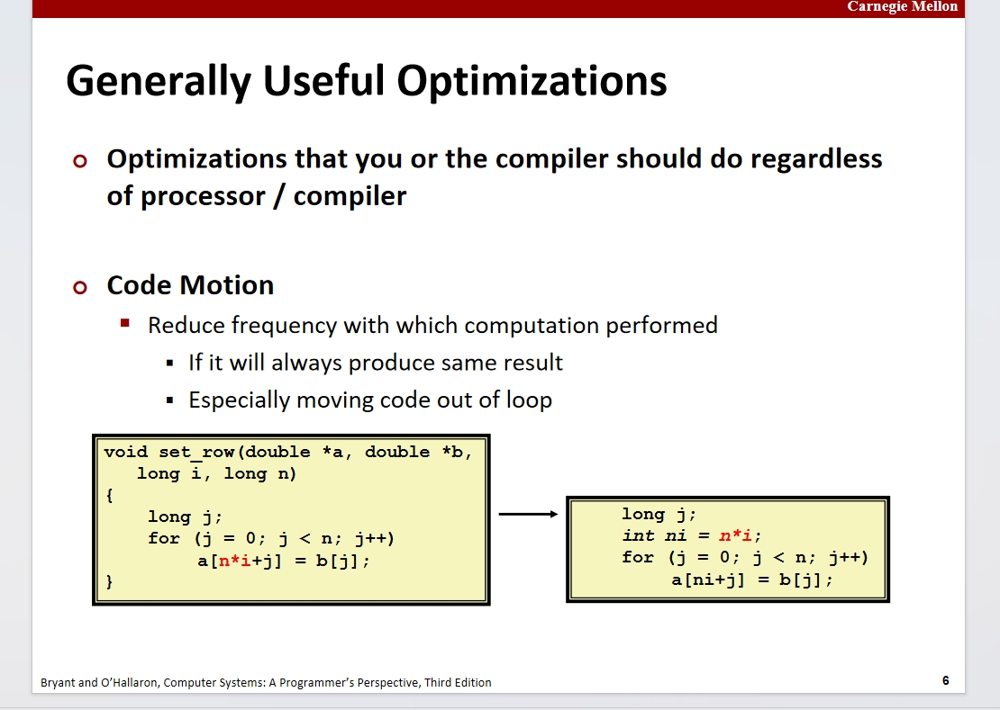 Carnegie Mellon
Generally Useful Optimizations
Optimizations that you or the compiler should do regardless
of processor / compiler
Code Motion
Reduce frequency with which computation performed
If it will always produce same result
Especially moving code out of loop
void set_row(double *a, double *b,
long i, long n)
{
long j;
for (j = 0; j < n; j++)
a[n*i+j] = b[j];
}
long j;
int ni = n*i;
for (j = 0; j < n; j++)
a[ni+j] = b[j];
Bryant and O'Hallaron, Computer Systems: A Programmer's Perspective, Third Edition
6